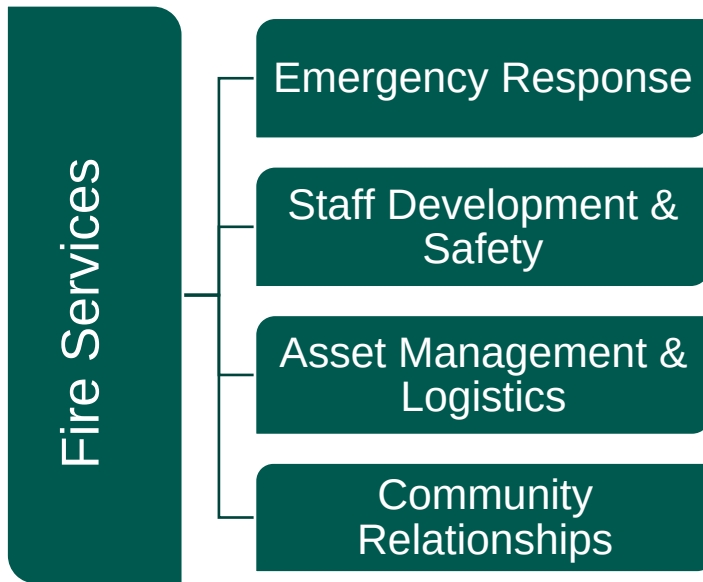 Fire Services
Emergency Response
Staff Development &
Safety
Asset Management &
Logistics
Community
Relationships